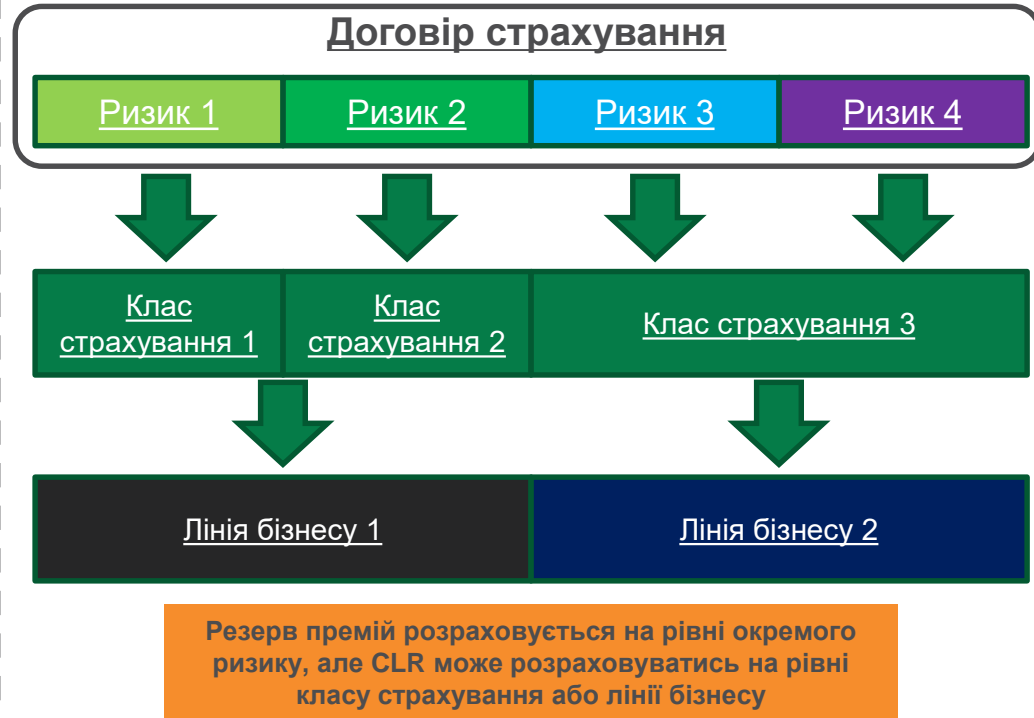 Договір страхування
Ризик 1
Ризик 2
Ризик 3
Ризик 4
Клас
страхування 1
Клас
страхування 2
Клас страхування 3
Лінія бізнесу 1
Лінія бізнесу 2
Резерв премій розраховується на рівні окремого
ризику, але CLR може розраховуватись на рівні
класу страхування або лінії бізнесу